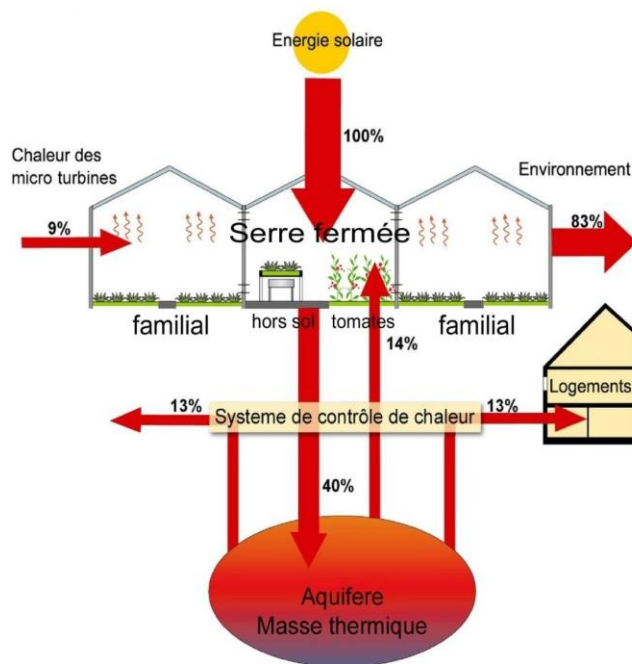 Energie solaire
100%
Chaleur des
micro turbines
9%
Environnement
83%
Serre fermée
familial
hors sol
tomates
familial
14%
Logements
13%
Systeme de contrôle de chaleur
13%
40%
Aquifere
Masse thermique